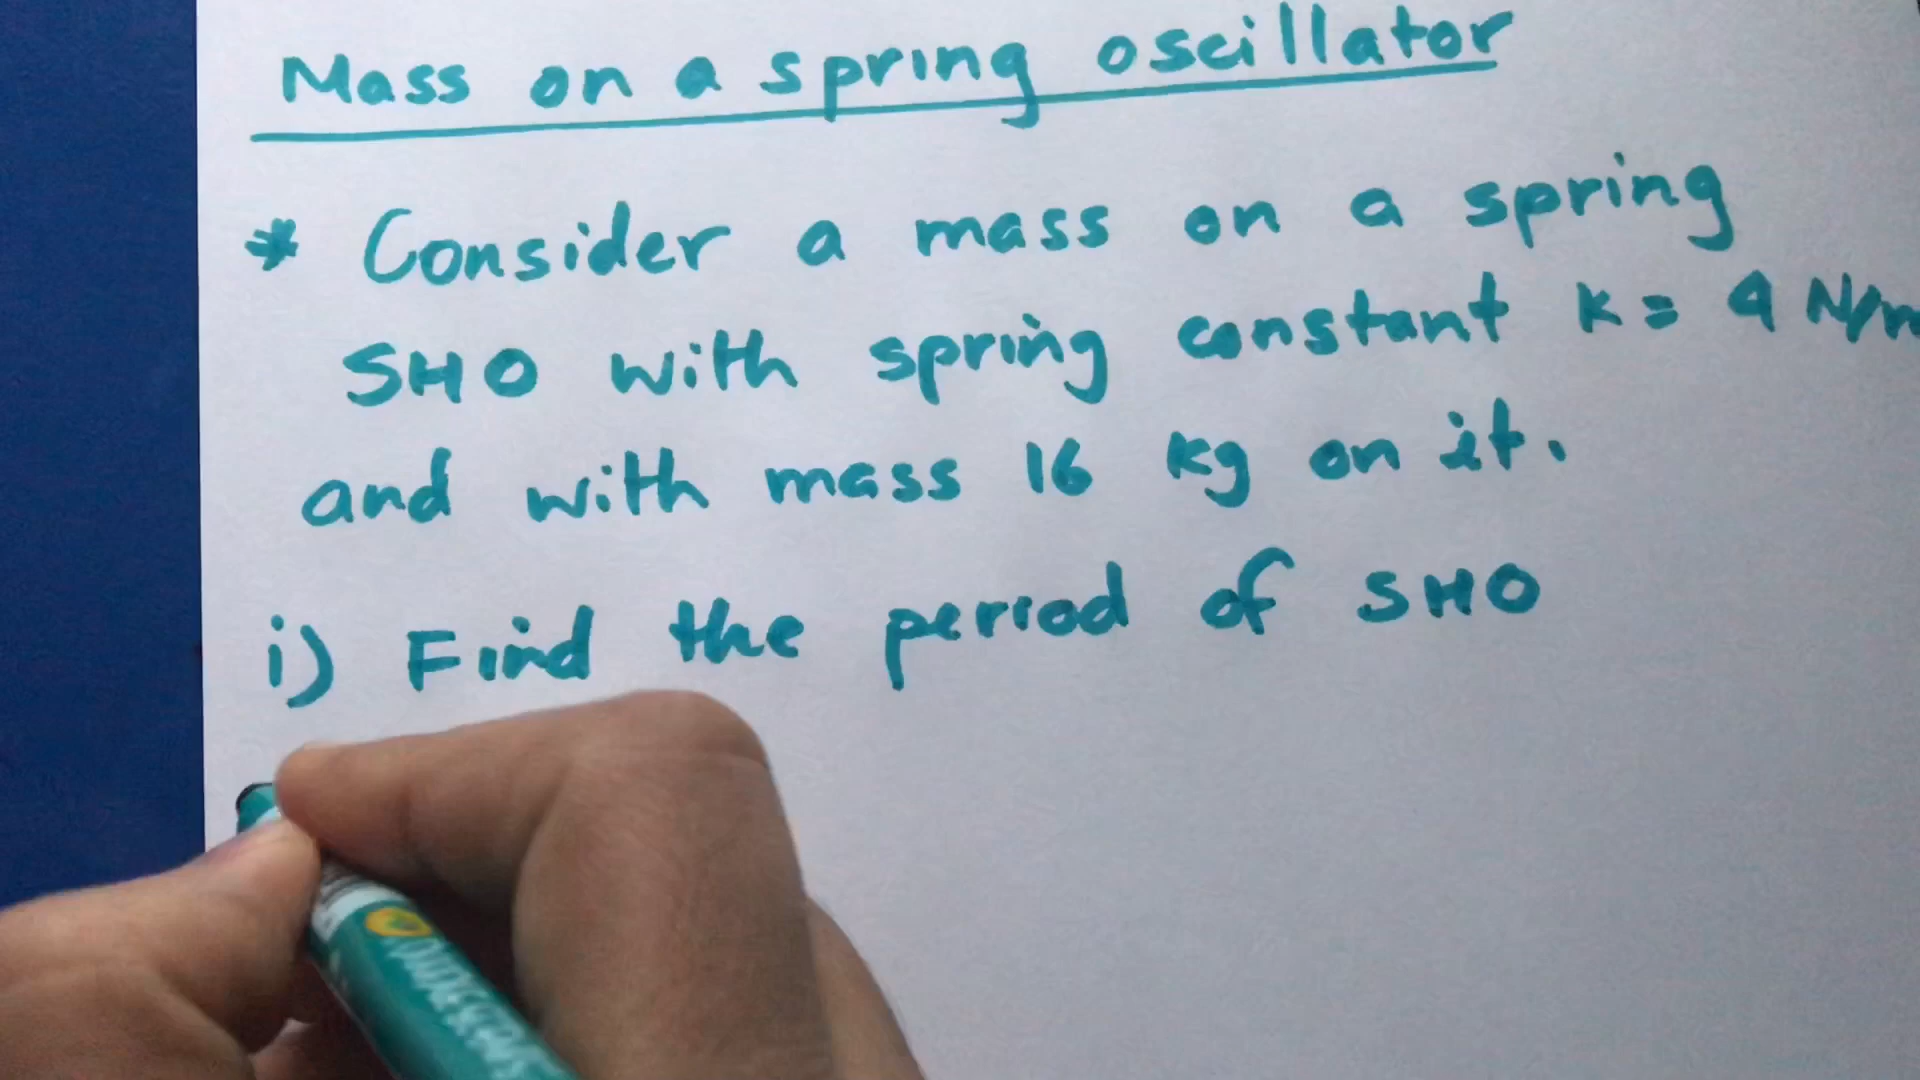 Mass on a spring oscillator
* Consider a mass on a spring
SHO with spring constant k = 4 N/m
and with mass 16 kg on it.
i) Find the period of SHO